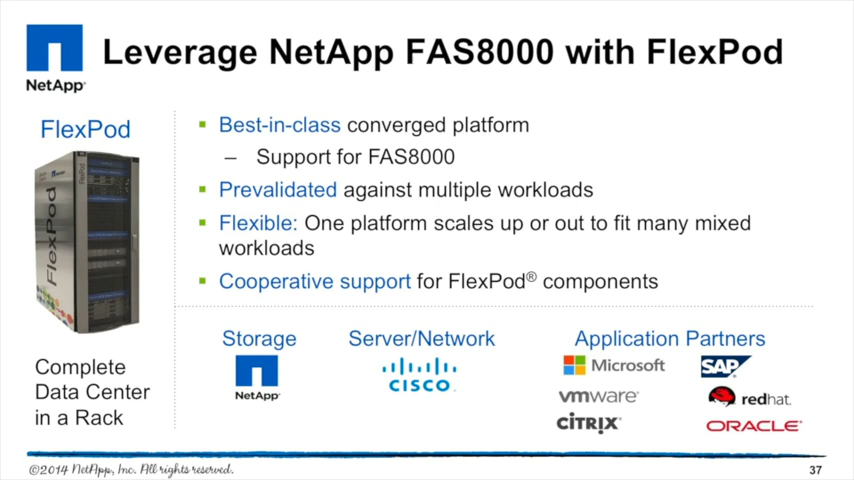 Leverage NetApp FAS8000 with FlexPod
NetApp®
FlexPod
FlexPod
FlexPod
Complete
Data Center
in a Rack
▪ Best-in-class converged platform
– Support for FAS8000
▪ Prevalidated against multiple workloads
▪ Flexible: One platform scales up or out to fit many mixed
workloads
▪ Cooperative support for FlexPod® components
Storage
NetApp®
Server/Network
CISCO
Application Partners
Microsoft
SAP
vmware
redhat.
CITRIX
ORACLE
©2014 NetApp, Inc. All rights reserved.
37